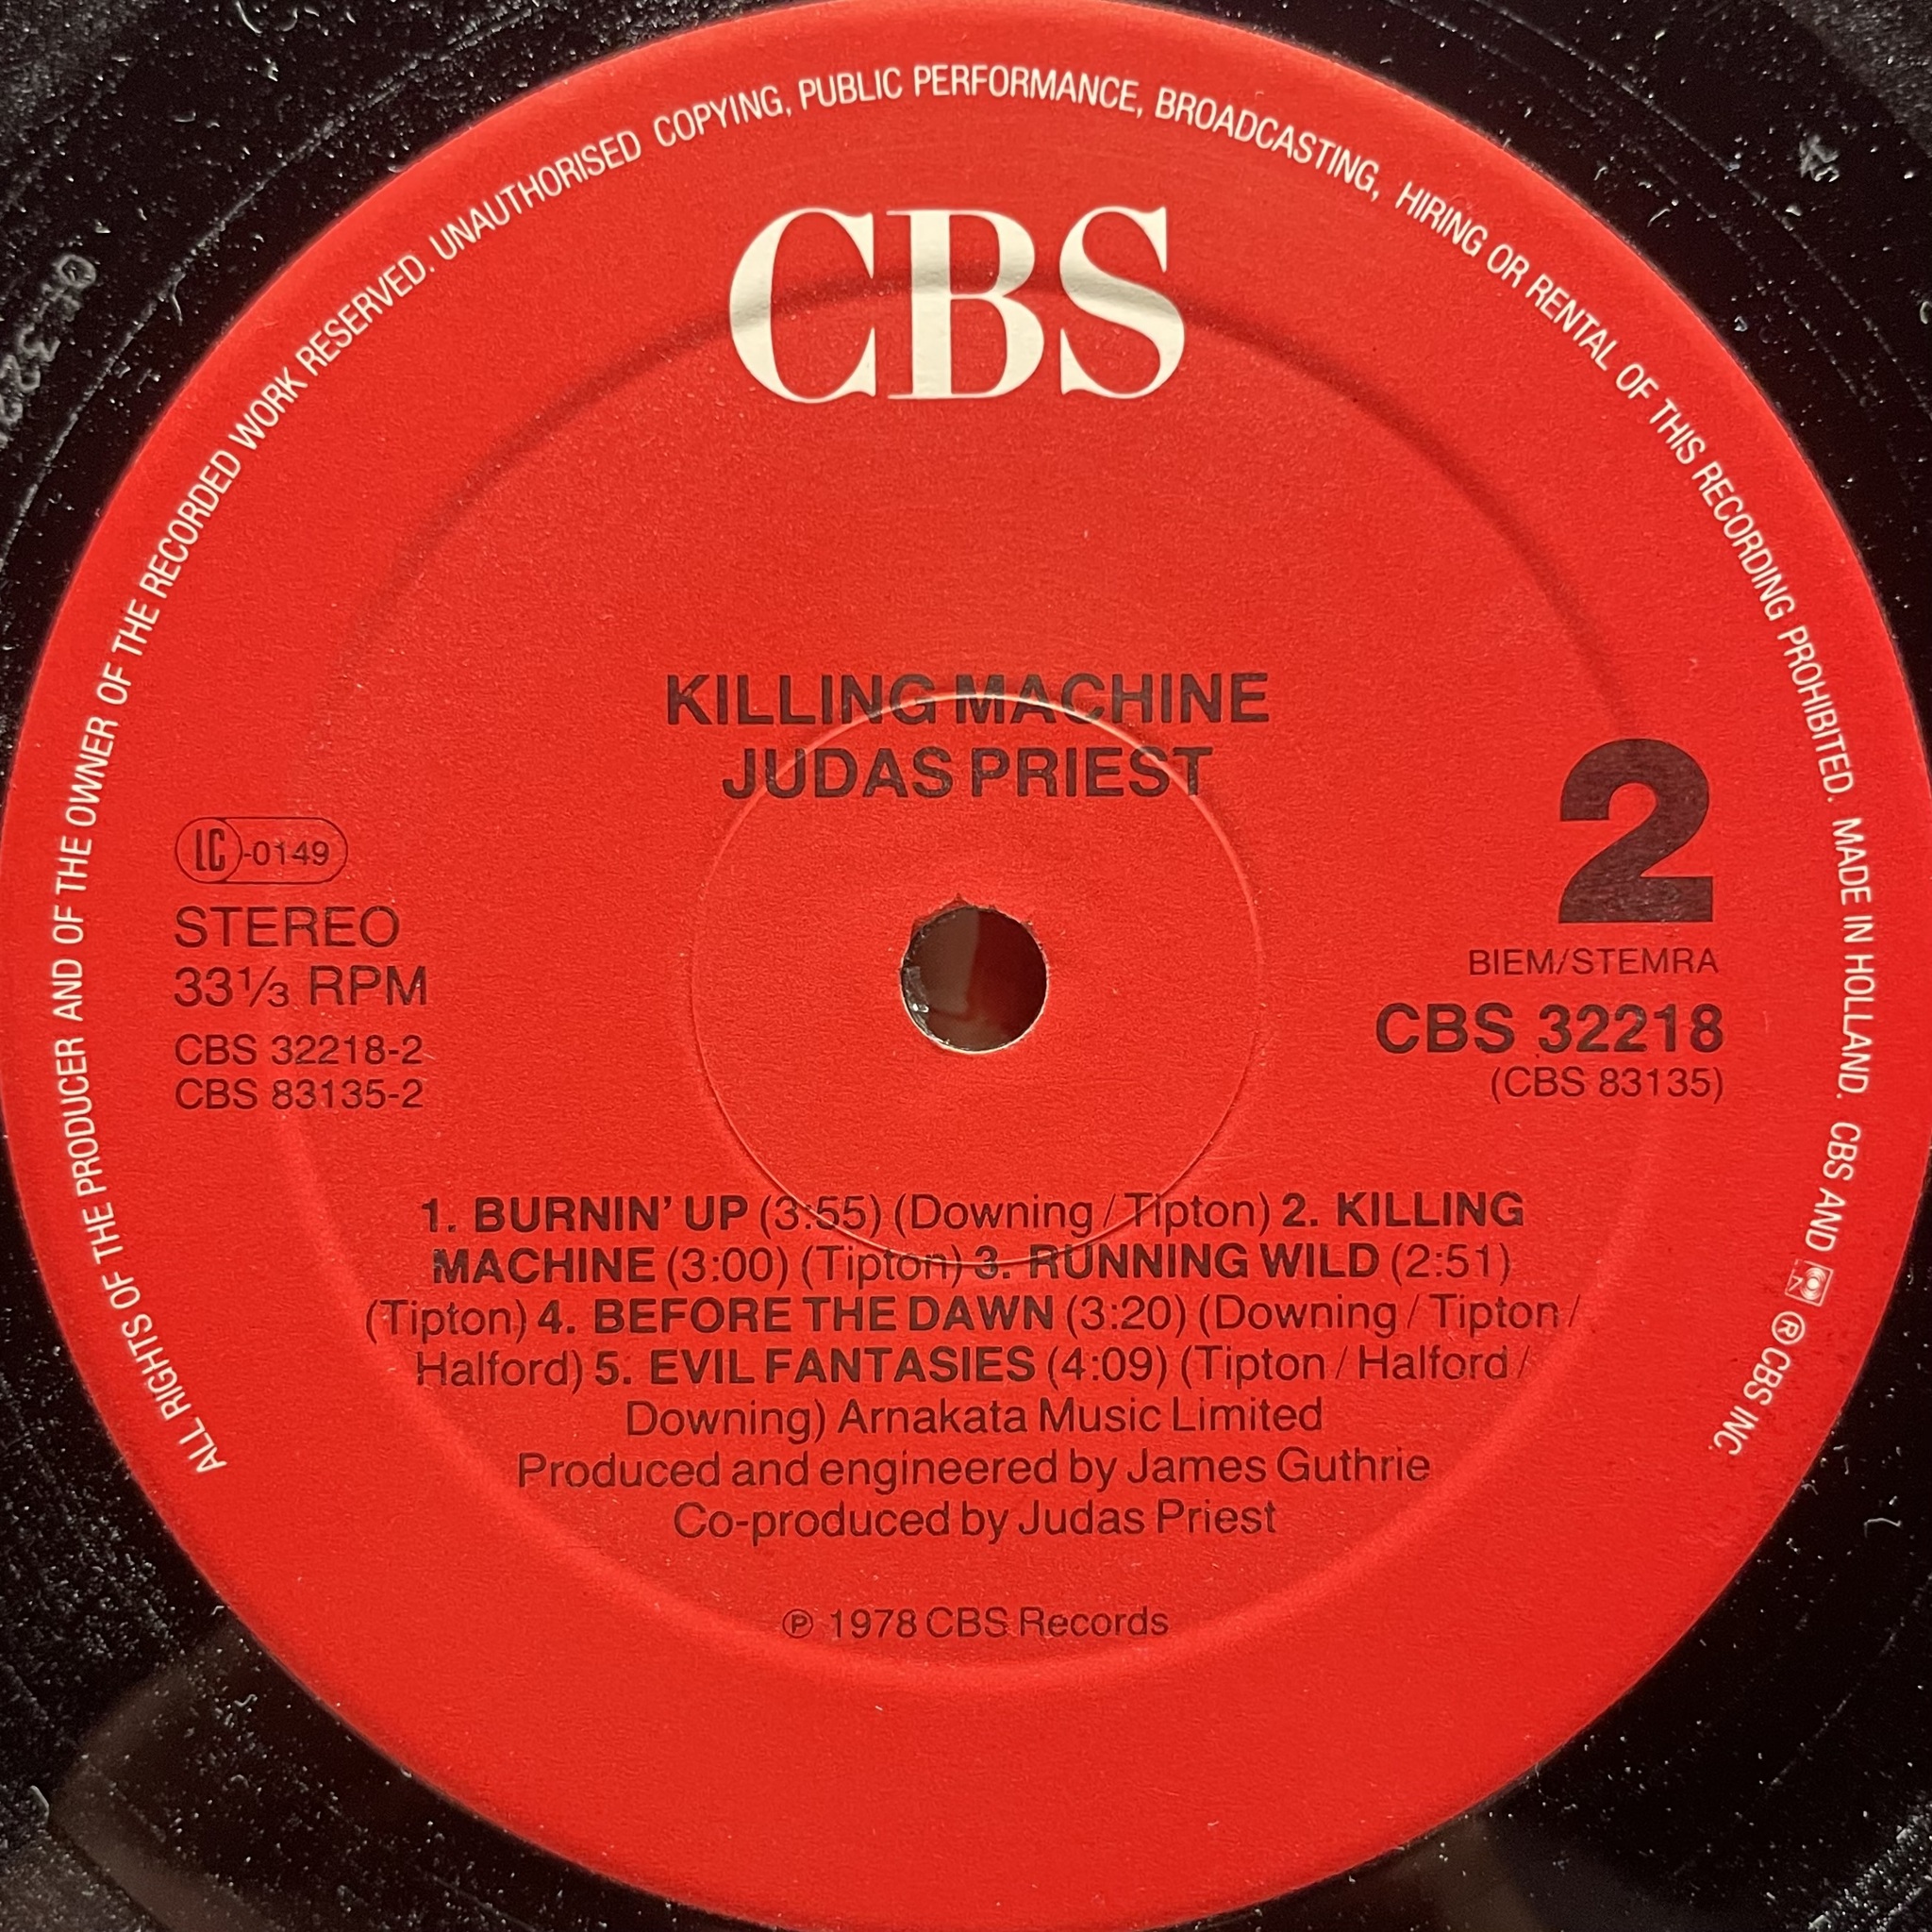 ALL RIGHTS OF THE PRODUCER AND OF THE OWNER OF THE RECORDED WORK RESERVED. UNAUTHORISED COPYING, PUBLIC PERFORMANCE, BROADCASTING, HIRING OR RENTAL OF THIS RECORDING PROHIBITED. MADE IN HOLLAND. CBS AND ® CBS INC.
CBS
KILLING MACHINE
JUDAS PRIEST
LC-0149
STEREO
33⅓ RPM
CBS 32218-2
CBS 83135-2
2
BIEM/STEMRA
CBS 32218
(CBS 83135)
1. BURNIN' UP (3:55) (Downing / Tipton) 2. KILLING
MACHINE (3:00) (Tipton) 3. RUNNING WILD (2:51)
(Tipton) 4. BEFORE THE DAWN (3:20) (Downing / Tipton /
Halford) 5. EVIL FANTASIES (4:09) (Tipton / Halford /
Downing) Arnakata Music Limited
Produced and engineered by James Guthrie
Co-produced by Judas Priest
℗ 1978 CBS Records